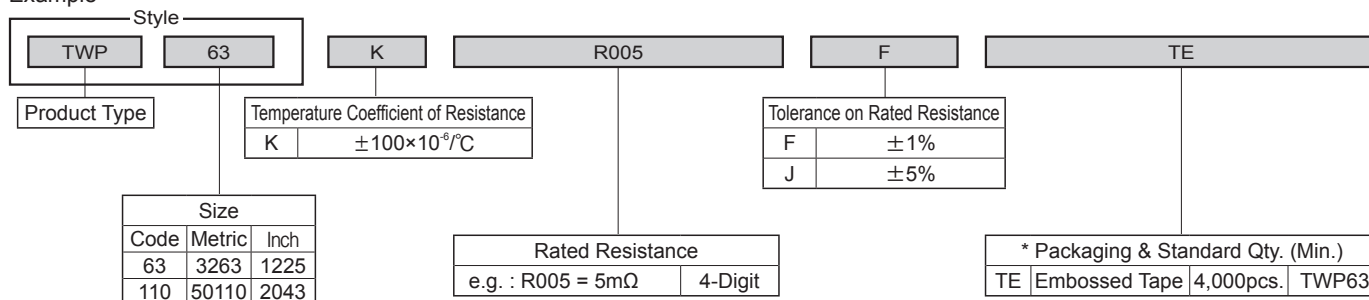 Example
Style
TWP 63 K R005 F TE
Product Type
Temperature Coefficient of Resistance
K ±100×10⁻⁶/℃
Tolerance on Rated Resistance
F ±1%
J ±5%
Size
Code Metric Inch
63 3263 1225
110 50110 2043
Rated Resistance
e.g. : R005 = 5mΩ 4-Digit
* Packaging & Standard Qty. (Min.)
TE Embossed Tape 4,000pcs. TWP63